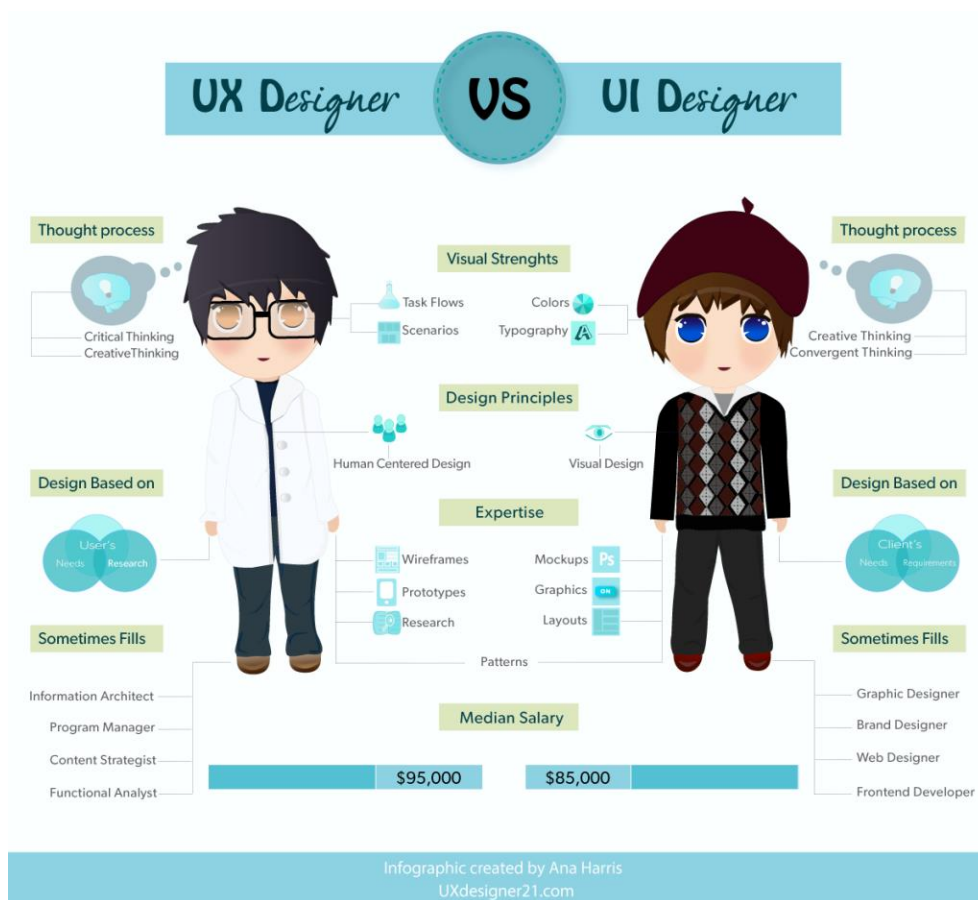 UX Designer
VS
UI Designer
Thought process
Critical Thinking
CreativeThinking
Visual Strenghts
Task Flows
Scenarios
Colors
Typography
A
Thought process
Creative Thinking
Convergent Thinking
Design Principles
Human Centered Design
Visual Design
Design Based on
User's
Needs
Research
Expertise
Wireframes
Prototypes
Research
Mockups
Ps
Graphics
ON
Layouts
Patterns
Design Based on
Client's
Needs
Requirements
Sometimes Fills
Information Architect
Program Manager
Content Strategist
Functional Analyst
Median Salary
$95,000
$85,000
Sometimes Fills
Graphic Designer
Brand Designer
Web Designer
Frontend Developer
Infographic created by Ana Harris
UXdesigner21.com